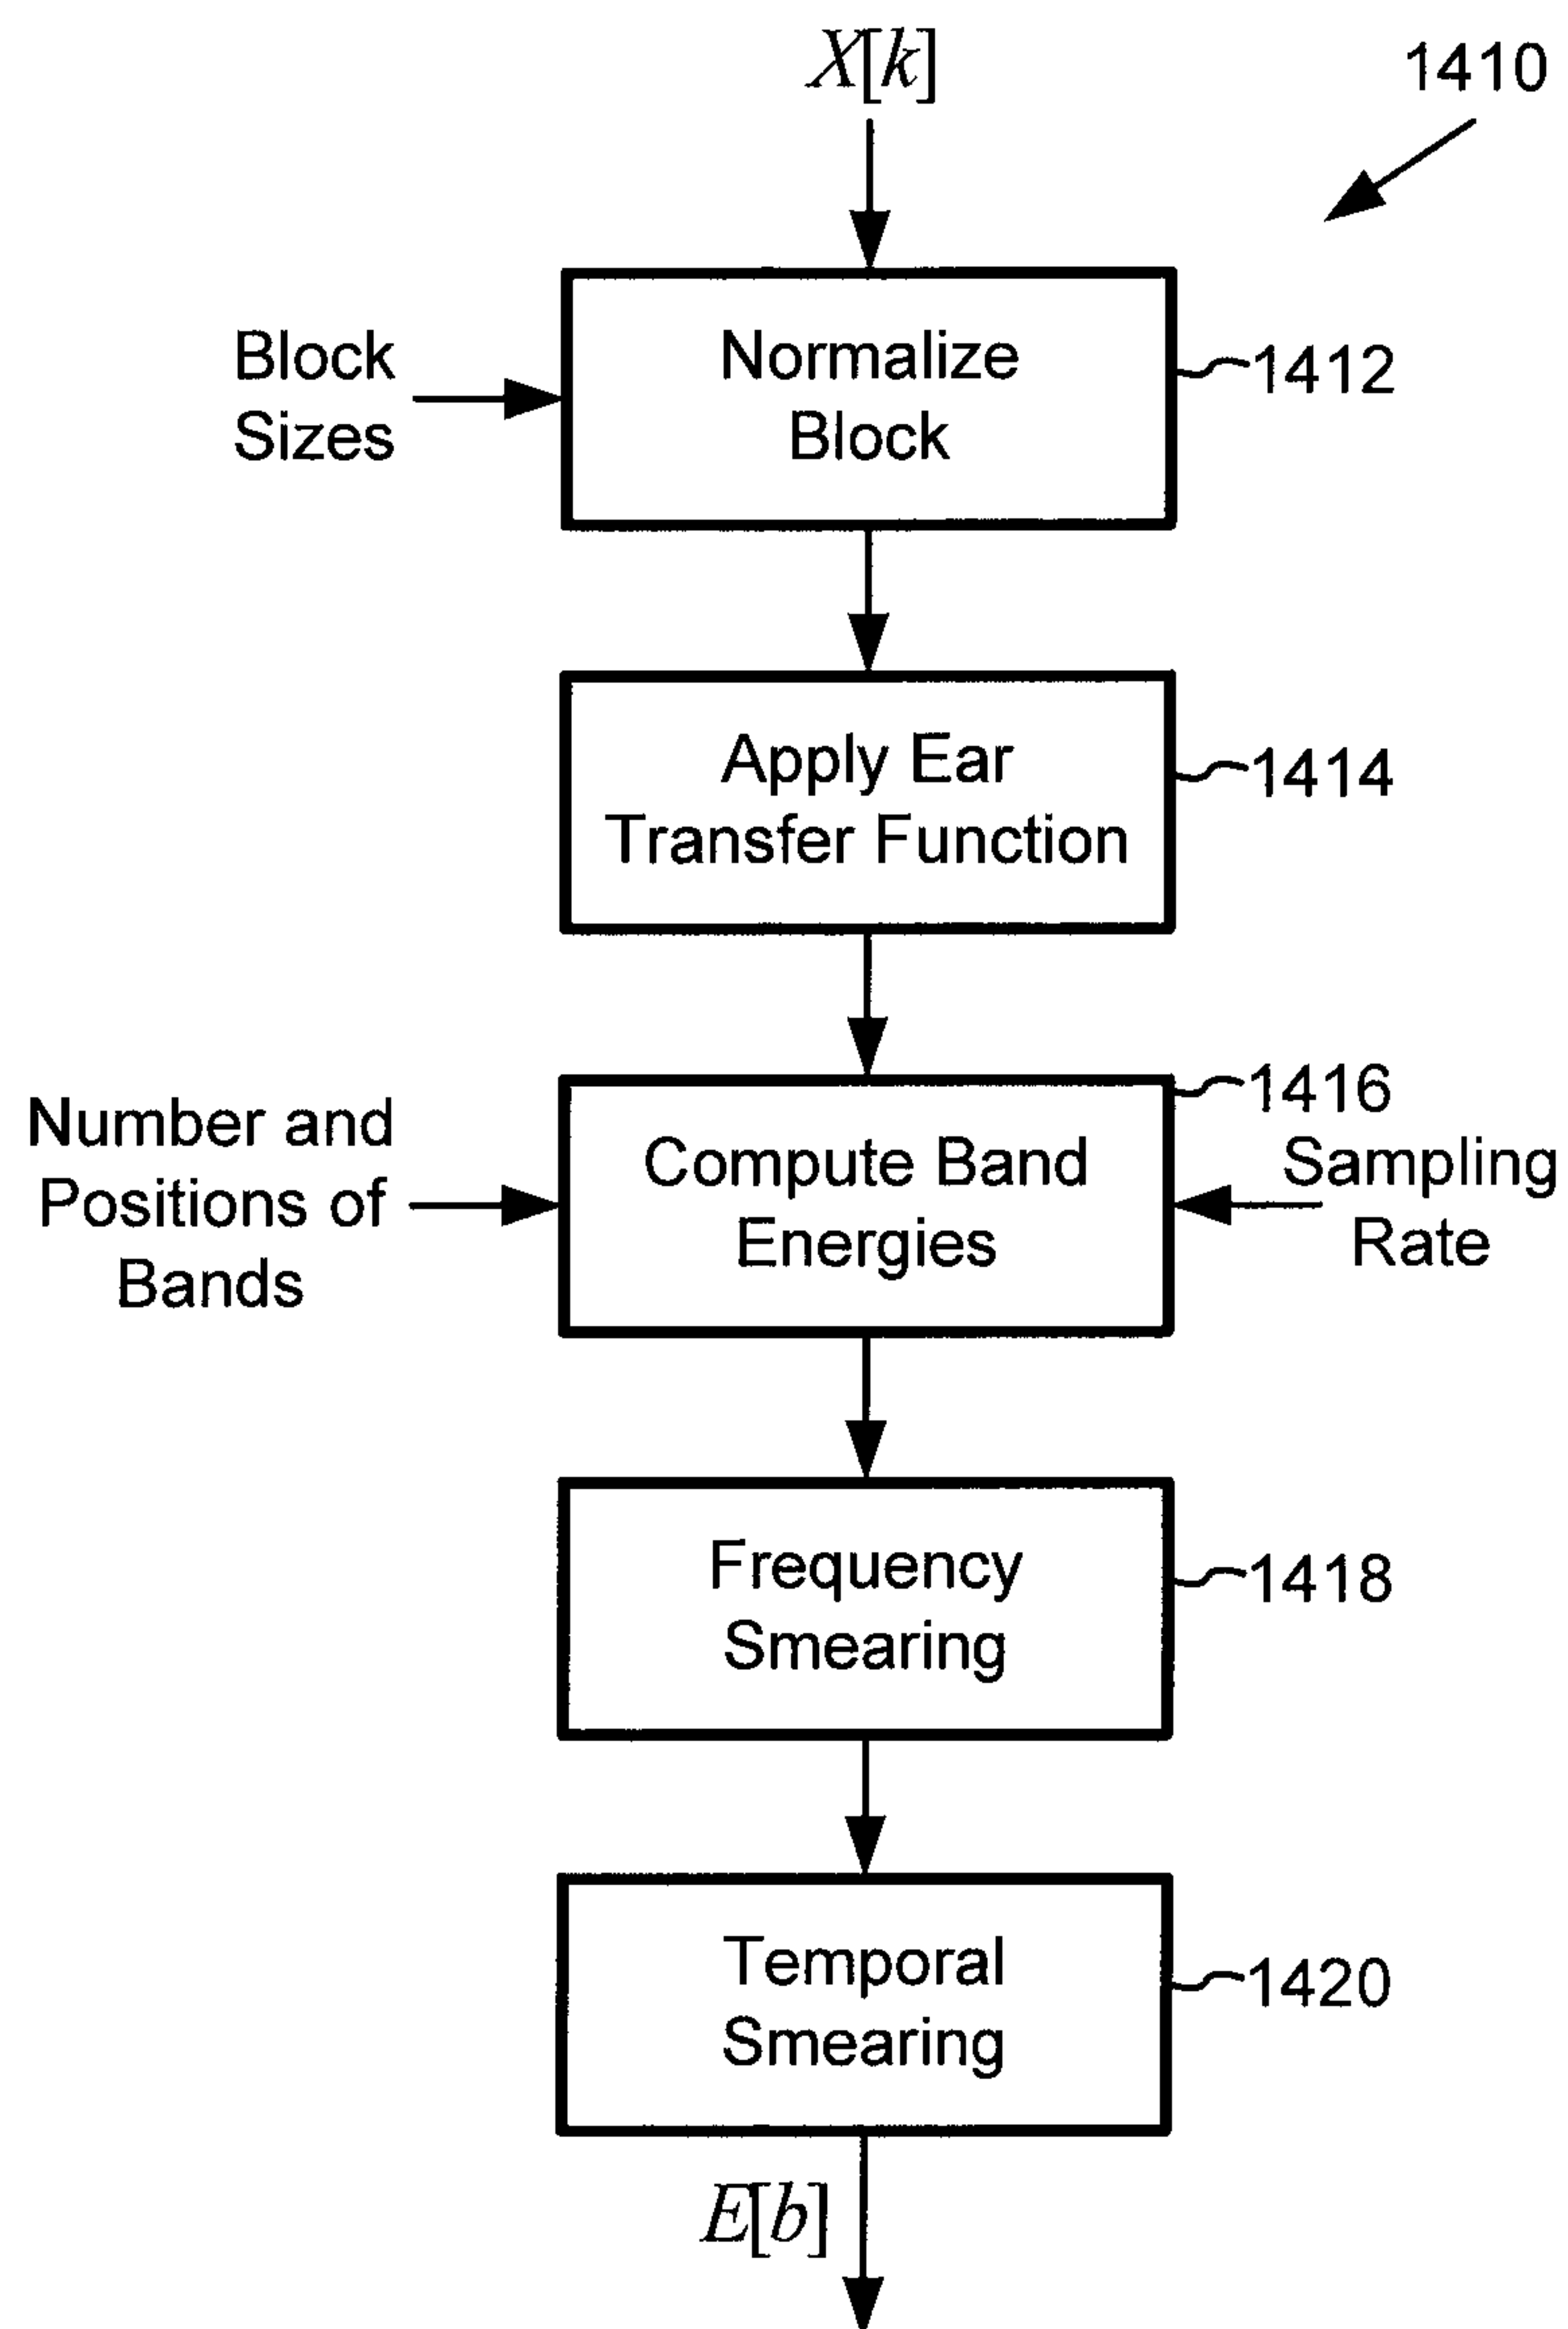 X[k]
1410
Block
Sizes
Normalize
Block
1412
Apply Ear
Transfer Function
1414
Number and
Positions of
Bands
Compute Band
Energies
1416
Sampling
Rate
Frequency
Smearing
1418
Temporal
Smearing
1420
E[b]